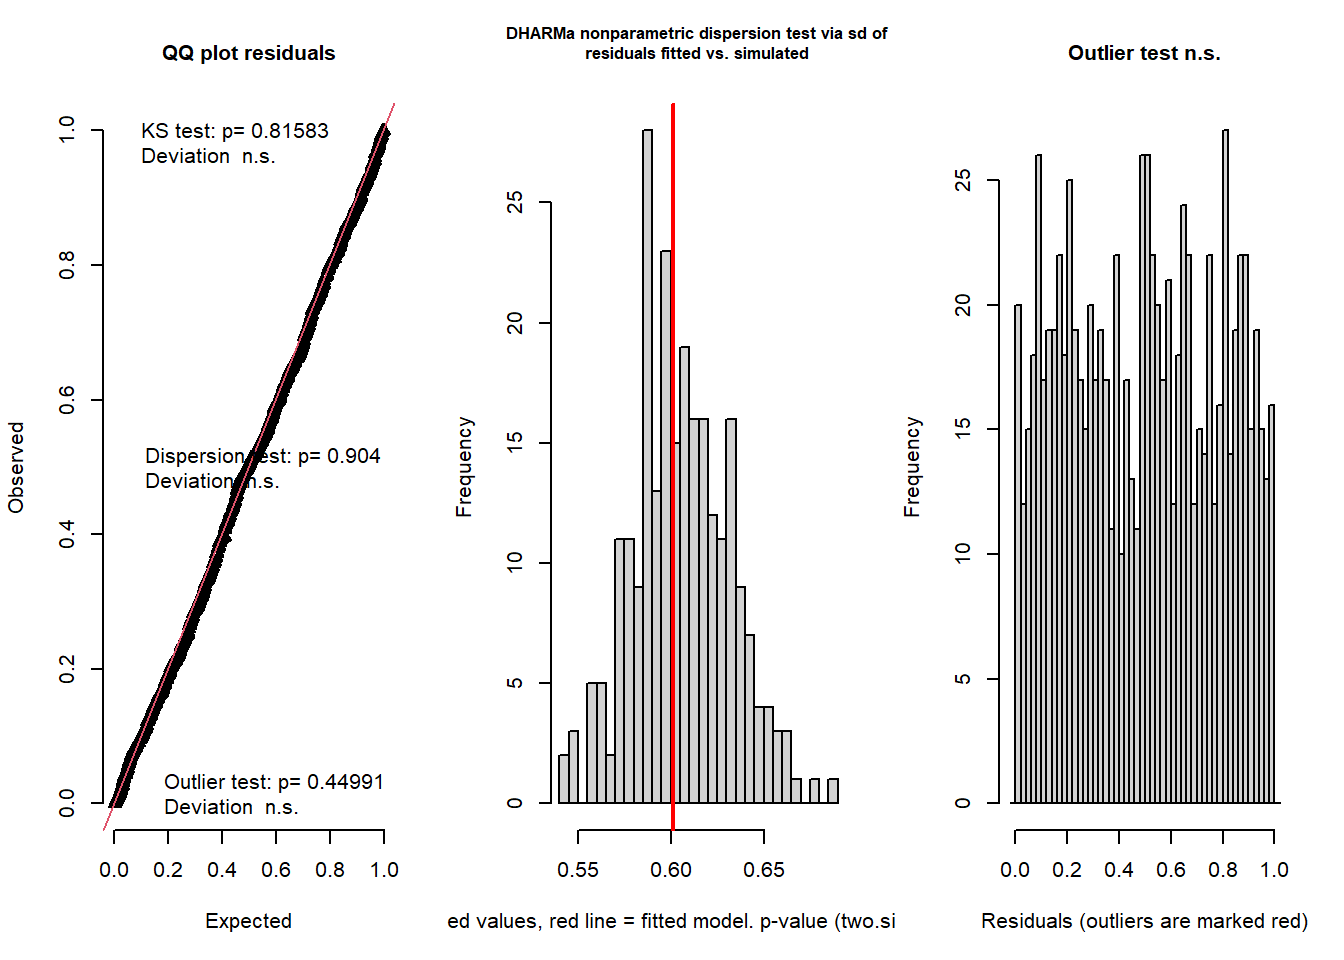 QQ plot residuals
KS test: p= 0.81583
Deviation  n.s.
Dispersion test: p= 0.904
Deviation n.s.
Outlier test: p= 0.44991
Deviation  n.s.
Observed
1.0
0.8
0.6
0.4
0.2
0.0
0.0 0.2 0.4 0.6 0.8 1.0
Expected
DHARMa nonparametric dispersion test via sd of
residuals fitted vs. simulated
Frequency
25
20
15
10
5
0
0.55 0.60 0.65
ed values, red line = fitted model. p-value (two.si
Outlier test n.s.
Frequency
25
20
15
10
5
0
0.0 0.2 0.4 0.6 0.8 1.0
Residuals (outliers are marked red)